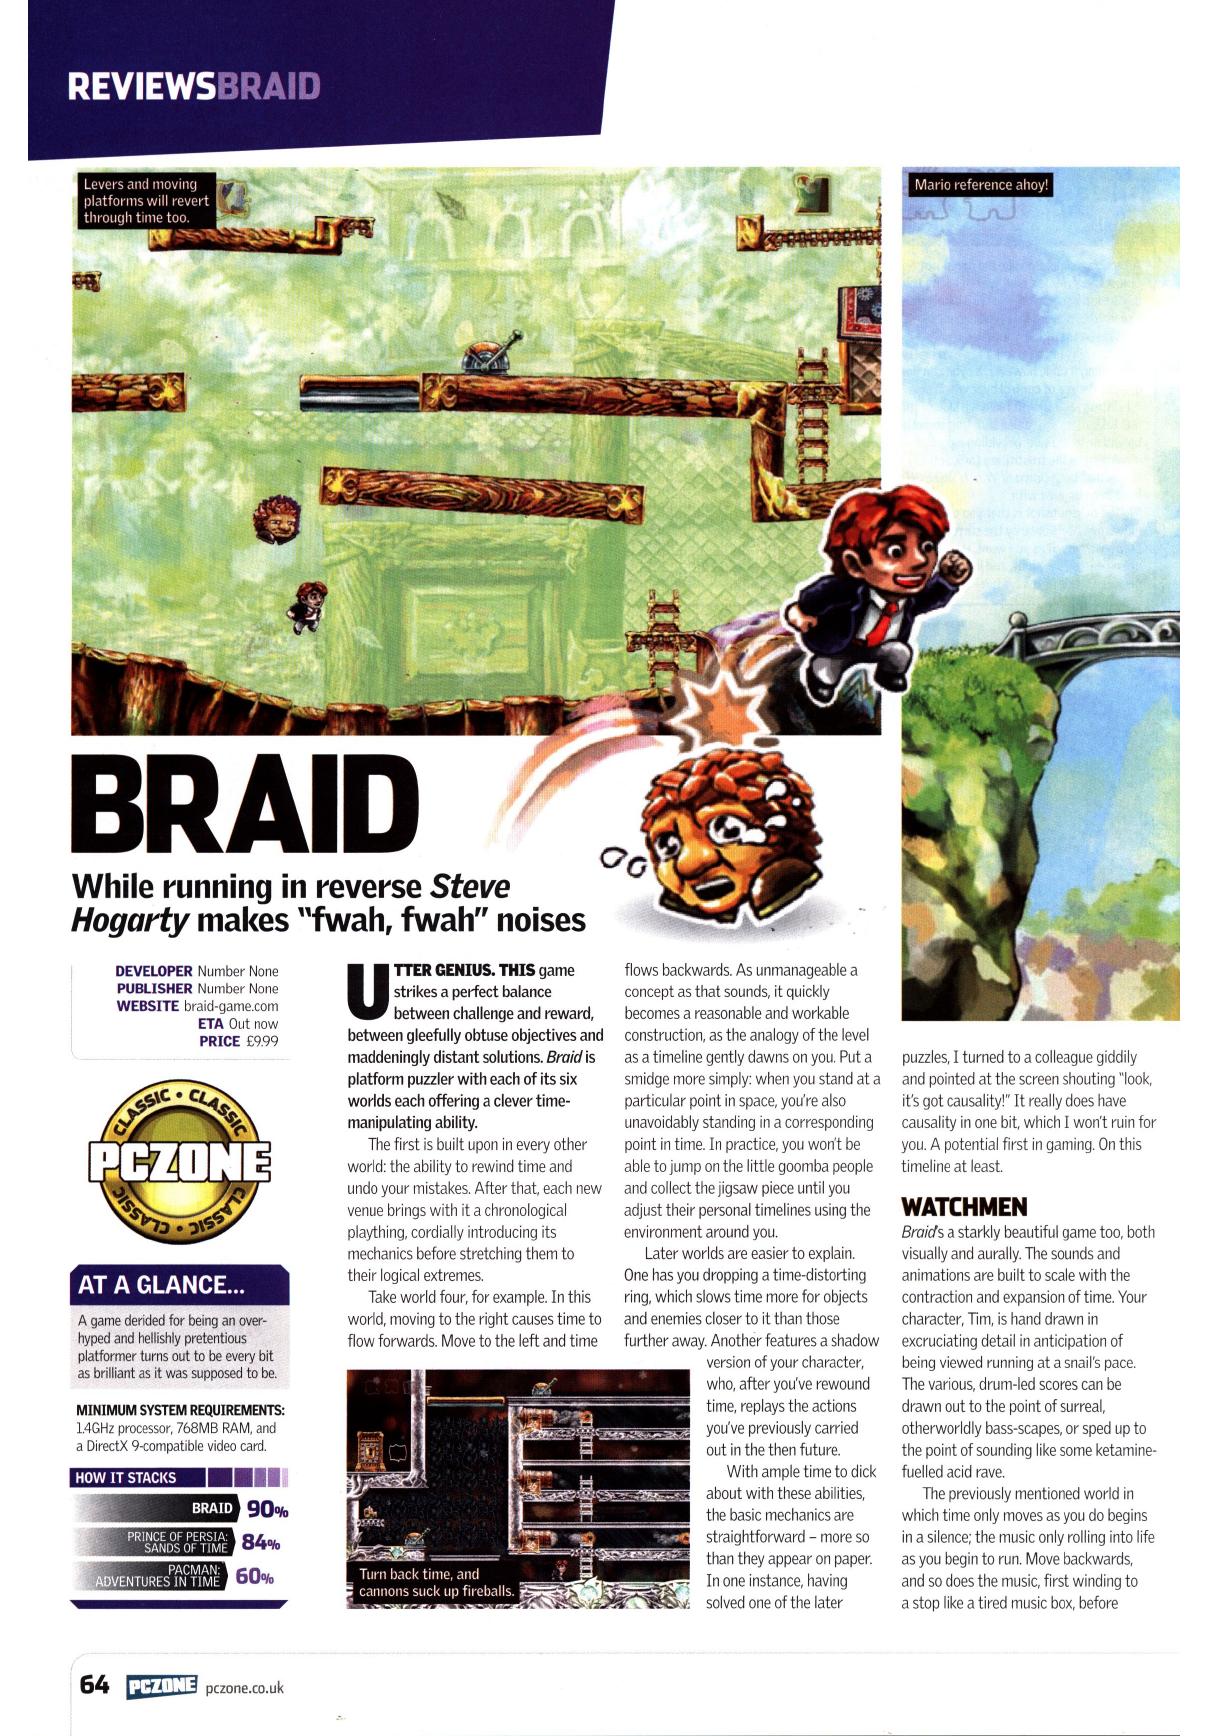 REVIEWSBRAID
Levers and moving
platforms will revert
through time too.
Mario reference ahoy!
BRAID
While running in reverse Steve
Hogarty makes “fwah, fwah” noises
DEVELOPER Number None
PUBLISHER Number None
WEBSITE braid-game.com
ETA Out now
PRICE £9.99
CLASSIC • CLASSIC
PCZONE
CLASSIC • CLASSIC
AT A GLANCE...
A game derided for being an over-
hyped and hellishly pretentious
platformer turns out to be every bit
as brilliant as it was supposed to be.
MINIMUM SYSTEM REQUIREMENTS:
1.4GHz processor, 768MB RAM, and
a DirectX 9-compatible video card.
HOW IT STACKS
BRAID 90%
PRINCE OF PERSIA:
SANDS OF TIME 84%
PACMAN:
ADVENTURES IN TIME 60%
UTTER GENIUS. THIS game
strikes a perfect balance
between challenge and reward,
between gleefully obtuse objectives and
maddeningly distant solutions. Braid is
platform puzzler with each of its six
worlds each offering a clever time-
manipulating ability.
The first is built upon in every other
world: the ability to rewind time and
undo your mistakes. After that, each new
venue brings with it a chronological
plaything, cordially introducing its
mechanics before stretching them to
their logical extremes.
Take world four, for example. In this
world, moving to the right causes time to
flow forwards. Move to the left and time
Turn back time, and
cannons suck up fireballs.
flows backwards. As unmanageable a
concept as that sounds, it quickly
becomes a reasonable and workable
construction, as the analogy of the level
as a timeline gently dawns on you. Put a
smidge more simply: when you stand at a
particular point in space, you’re also
unavoidably standing in a corresponding
point in time. In practice, you won’t be
able to jump on the little goomba people
and collect the jigsaw piece until you
adjust their personal timelines using the
environment around you.
Later worlds are easier to explain.
One has you dropping a time-distorting
ring, which slows time more for objects
and enemies closer to it than those
further away. Another features a shadow
version of your character,
who, after you’ve rewound
time, replays the actions
you’ve previously carried
out in the then future.
With ample time to dick
about with these abilities,
the basic mechanics are
straightforward – more so
than they appear on paper.
In one instance, having
solved one of the later
puzzles, I turned to a colleague giddily
and pointed at the screen shouting “look,
it’s got causality!” It really does have
causality in one bit, which I won’t ruin for
you. A potential first in gaming. On this
timeline at least.
WATCHMEN
Braid’s a starkly beautiful game too, both
visually and aurally. The sounds and
animations are built to scale with the
contraction and expansion of time. Your
character, Tim, is hand drawn in
excruciating detail in anticipation of
being viewed running at a snail’s pace.
The various, drum-led scores can be
drawn out to the point of surreal,
otherworldly bass-scapes, or sped up to
the point of sounding like some ketamine-
fuelled acid rave.
The previously mentioned world in
which time only moves as you do begins
in a silence; the music only rolling into life
as you begin to run. Move backwards,
and so does the music, first winding to
a stop like a tired music box, before
64 PCZONE pczone.co.uk